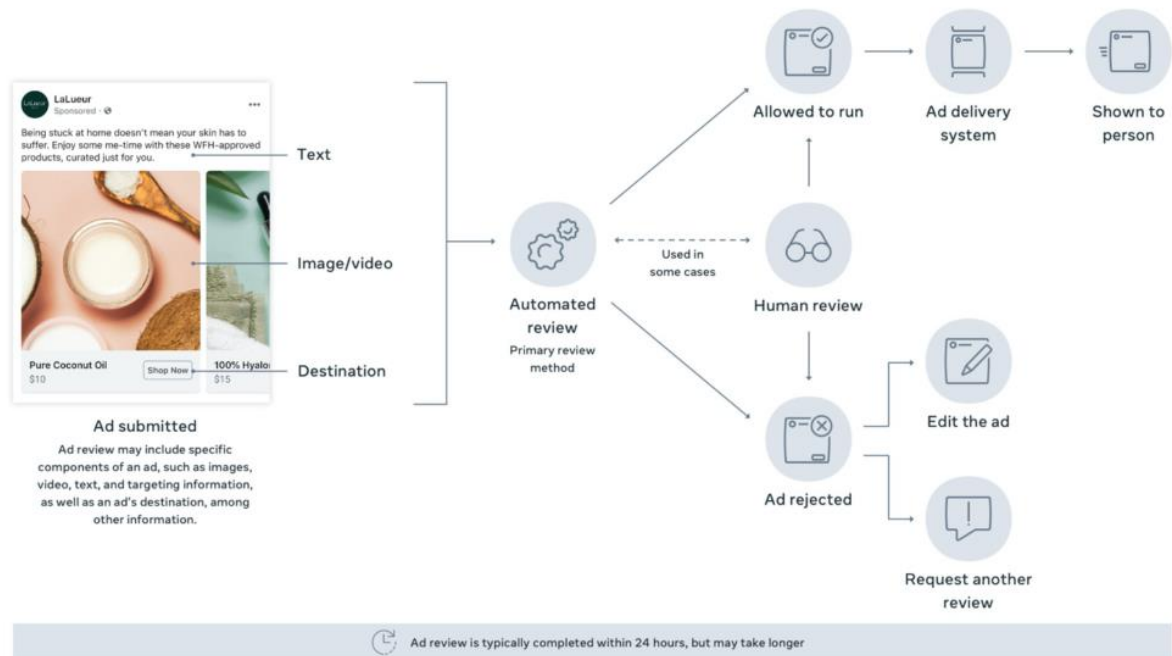 LaLueur
Sponsored ·
Being stuck at home doesn't mean your skin has to
suffer. Enjoy some me-time with these WFH-approved
products, curated just for you.
Pure Coconut Oil
$10
Shop Now
100% Hyalo
$15
Text
Image/video
Destination
Ad submitted
Ad review may include specific
components of an ad, such as images,
video, text, and targeting information,
as well as an ad's destination, among
other information.
Automated
review
Primary review
method
Used in
some cases
Human review
Allowed to run
Ad delivery
system
Shown to
person
Ad rejected
Edit the ad
Request another
review
Ad review is typically completed within 24 hours, but may take longer